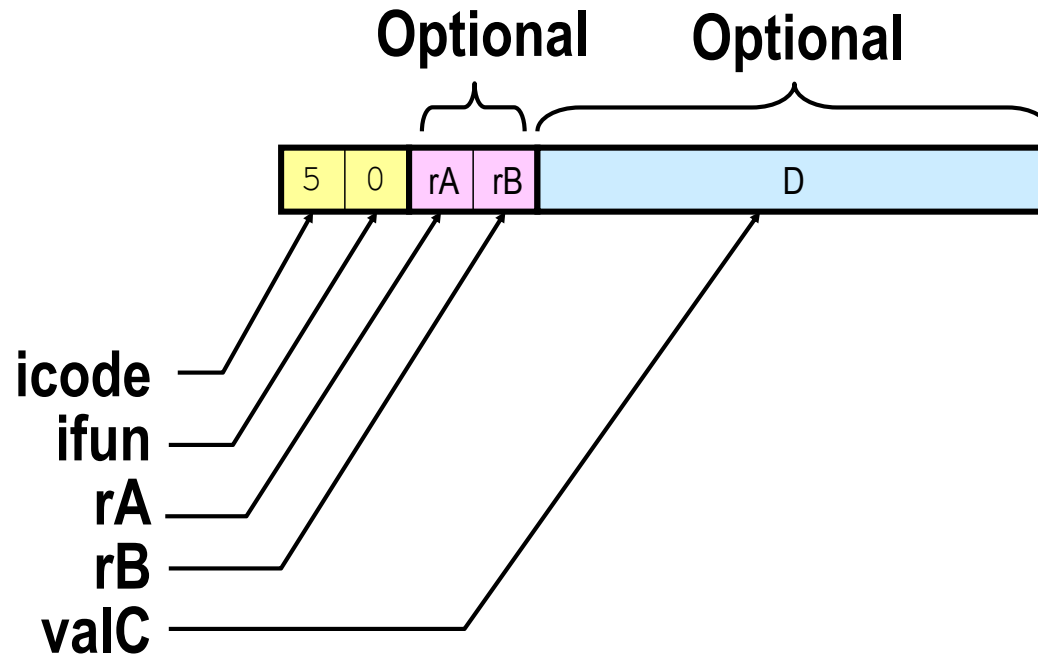 Optional Optional
5 0 rA rB D
icode
ifun
rA
rB
valC